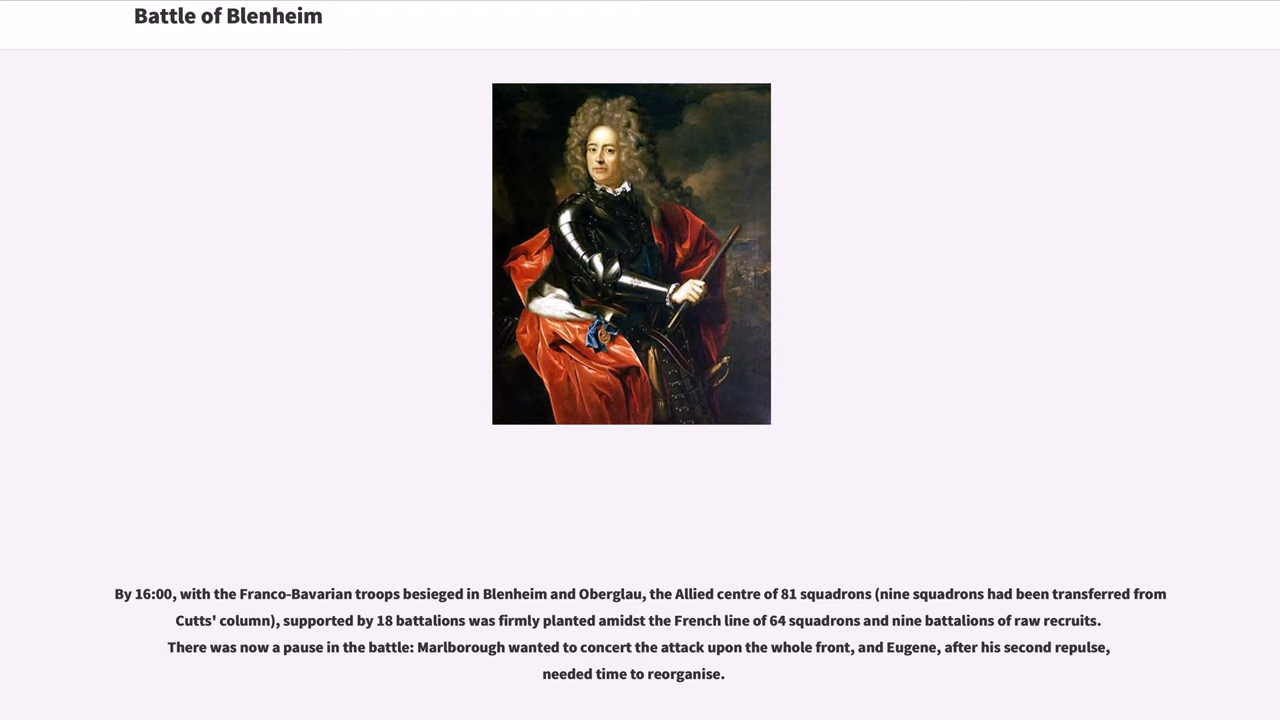 Battle of Blenheim
By 16:00, with the Franco-Bavarian troops besieged in Blenheim and Oberglau, the Allied centre of 81 squadrons (nine squadrons had been transferred from
Cutts' column), supported by 18 battalions was firmly planted amidst the French line of 64 squadrons and nine battalions of raw recruits.
There was now a pause in the battle: Marlborough wanted to concert the attack upon the whole front, and Eugene, after his second repulse,
needed time to reorganise.